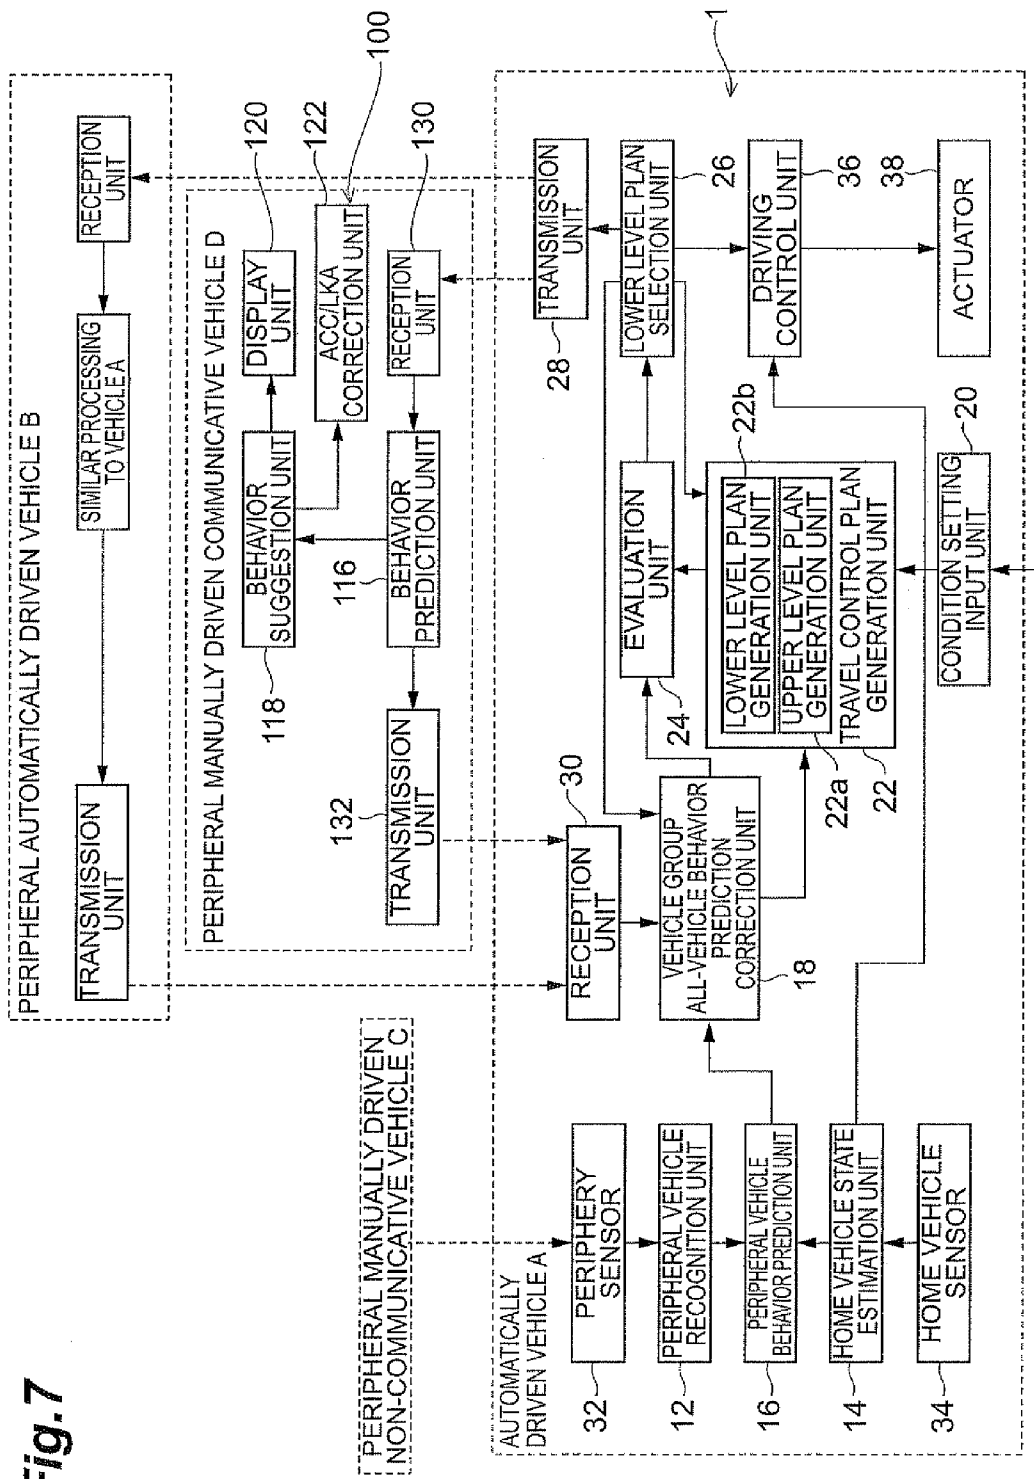 Fig.7
PERIPHERAL AUTOMATICALLY DRIVEN VEHICLE B
TRANSMISSION
UNIT
SIMILAR PROCESSING
TO VEHICLE A
RECEPTION
UNIT
PERIPHERAL MANUALLY DRIVEN COMMUNICATIVE VEHICLE D
118
BEHAVIOR
SUGGESTION UNIT
DISPLAY
UNIT
120
ACC/LKA
CORRECTION UNIT
122
100
132
TRANSMISSION
UNIT
116
BEHAVIOR
PREDICTION UNIT
RECEPTION
UNIT
130
PERIPHERAL MANUALLY DRIVEN
NON-COMMUNICATIVE VEHICLE C
AUTOMATICALLY
DRIVEN VEHICLE A
1
32
PERIPHERY
SENSOR
12
PERIPHERAL VEHICLE
RECOGNITION UNIT
16
PERIPHERAL VEHICLE
BEHAVIOR PREDICTION UNIT
14
HOME VEHICLE STATE
ESTIMATION UNIT
34
HOME VEHICLE
SENSOR
RECEPTION
UNIT
30
VEHICLE GROUP
ALL-VEHICLE BEHAVIOR
PREDICTION
CORRECTION UNIT
18
EVALUATION
UNIT
24
LOWER LEVEL PLAN
GENERATION UNIT
22b
UPPER LEVEL PLAN
GENERATION UNIT
22a
TRAVEL CONTROL PLAN
GENERATION UNIT
22
CONDITION SETTING
INPUT UNIT
20
TRANSMISSION
UNIT
28
LOWER LEVEL PLAN
SELECTION UNIT
26
DRIVING
CONTROL UNIT
36
ACTUATOR
38